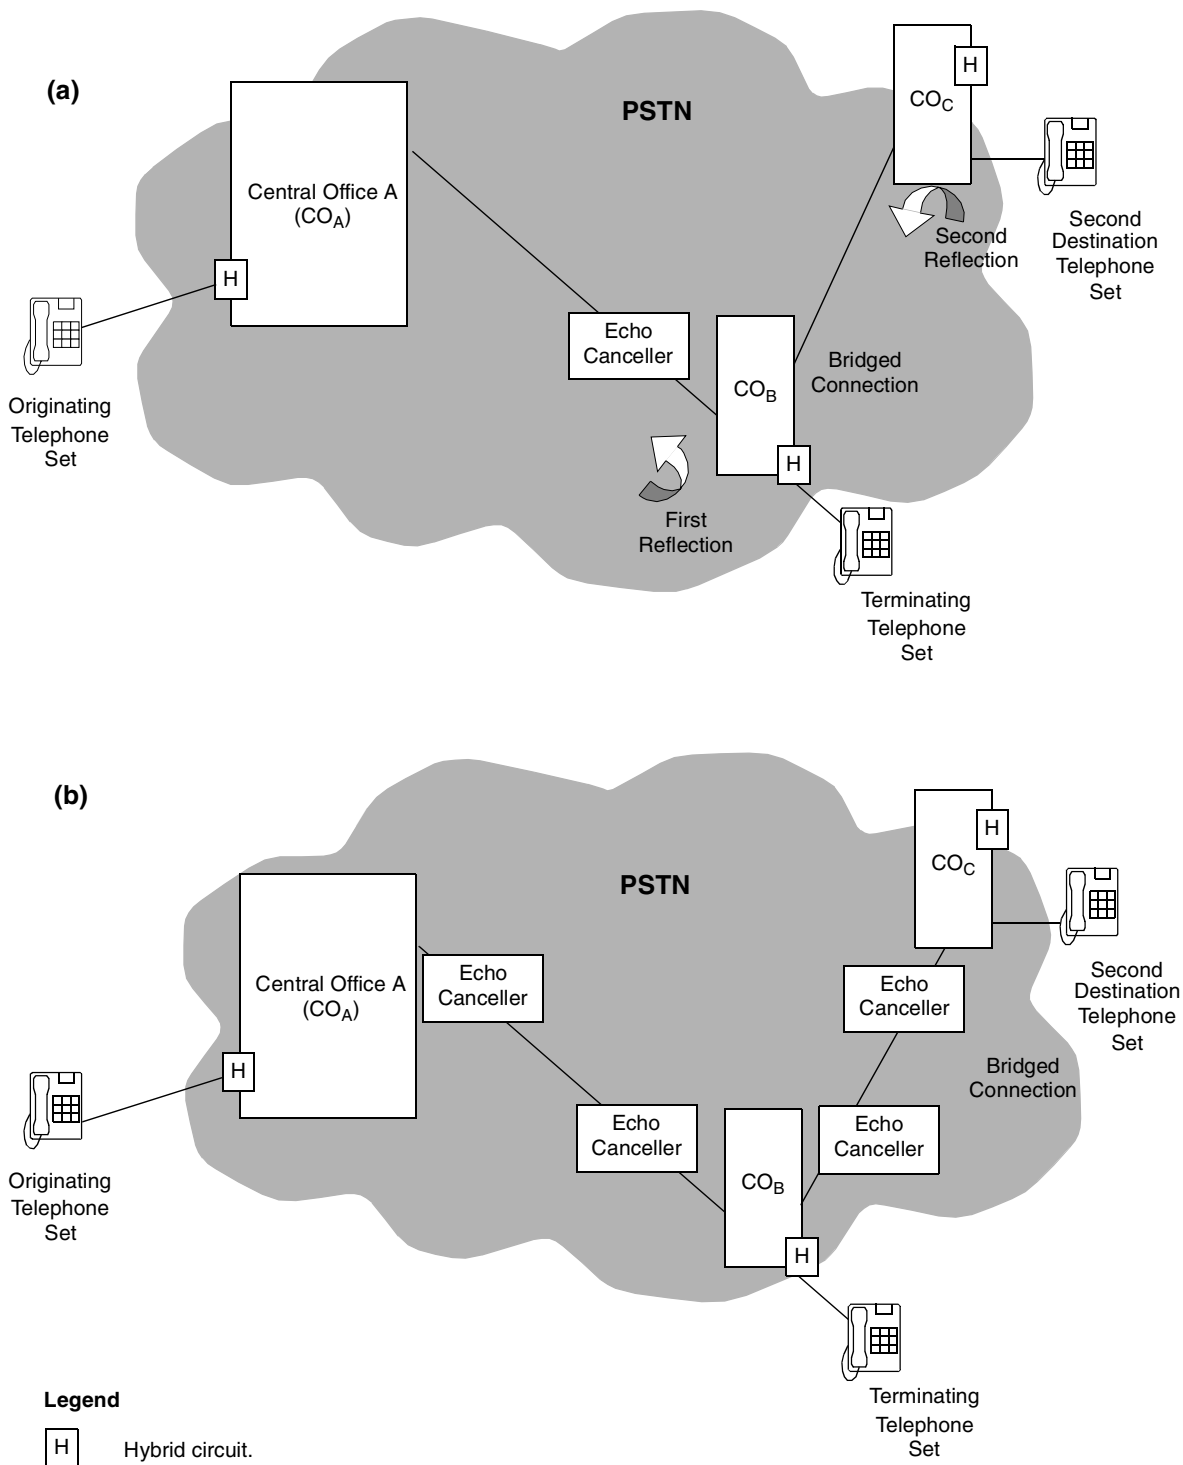 (a)
PSTN
H
CO_C
Central Office A
(CO_A)
H
Second
Reflection
Second
Destination
Telephone
Set
Echo
Canceller
Bridged
Connection
CO_B
H
Originating
Telephone
Set
First
Reflection
Terminating
Telephone
Set
(b)
PSTN
H
CO_C
Central Office A
(CO_A)
Echo
Canceller
Echo
Canceller
Second
Destination
Telephone
Set
H
Bridged
Connection
Echo
Canceller
Echo
Canceller
CO_B
H
Originating
Telephone
Set
Terminating
Telephone
Set
Legend
H Hybrid circuit.